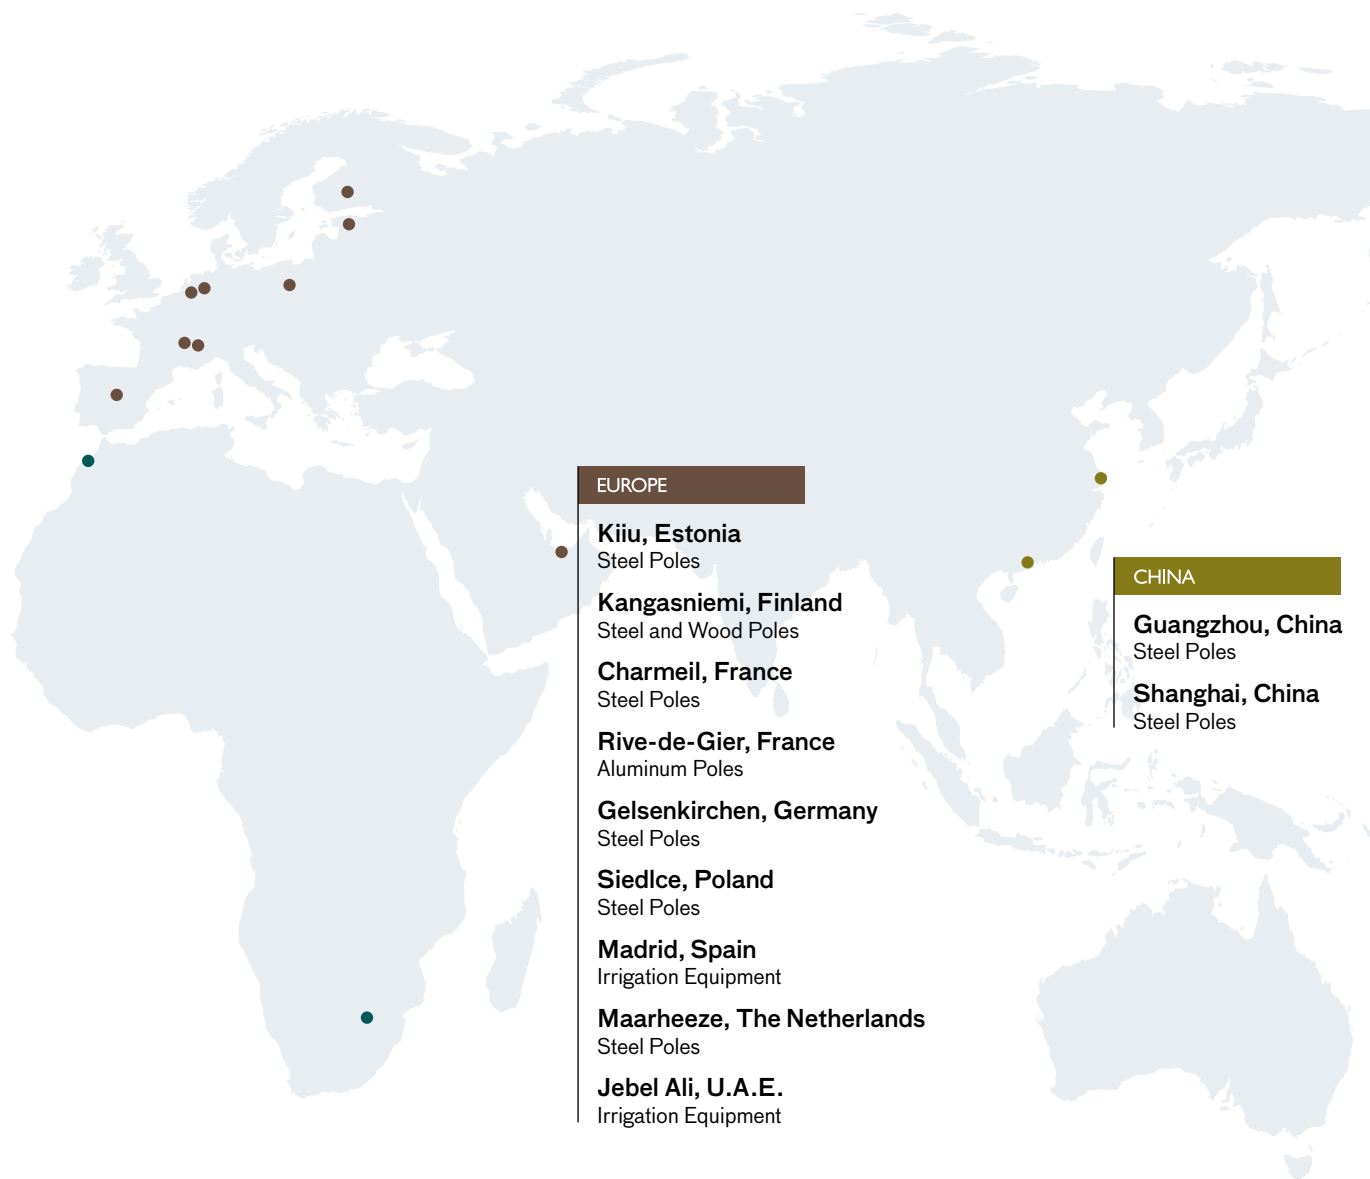 EUROPE
Kiiu, Estonia
Steel Poles
Kangasniemi, Finland
Steel and Wood Poles
Charmeil, France
Steel Poles
Rive-de-Gier, France
Aluminum Poles
Gelsenkirchen, Germany
Steel Poles
Siedlce, Poland
Steel Poles
Madrid, Spain
Irrigation Equipment
Maarheeze, The Netherlands
Steel Poles
Jebel Ali, U.A.E.
Irrigation Equipment
CHINA
Guangzhou, China
Steel Poles
Shanghai, China
Steel Poles